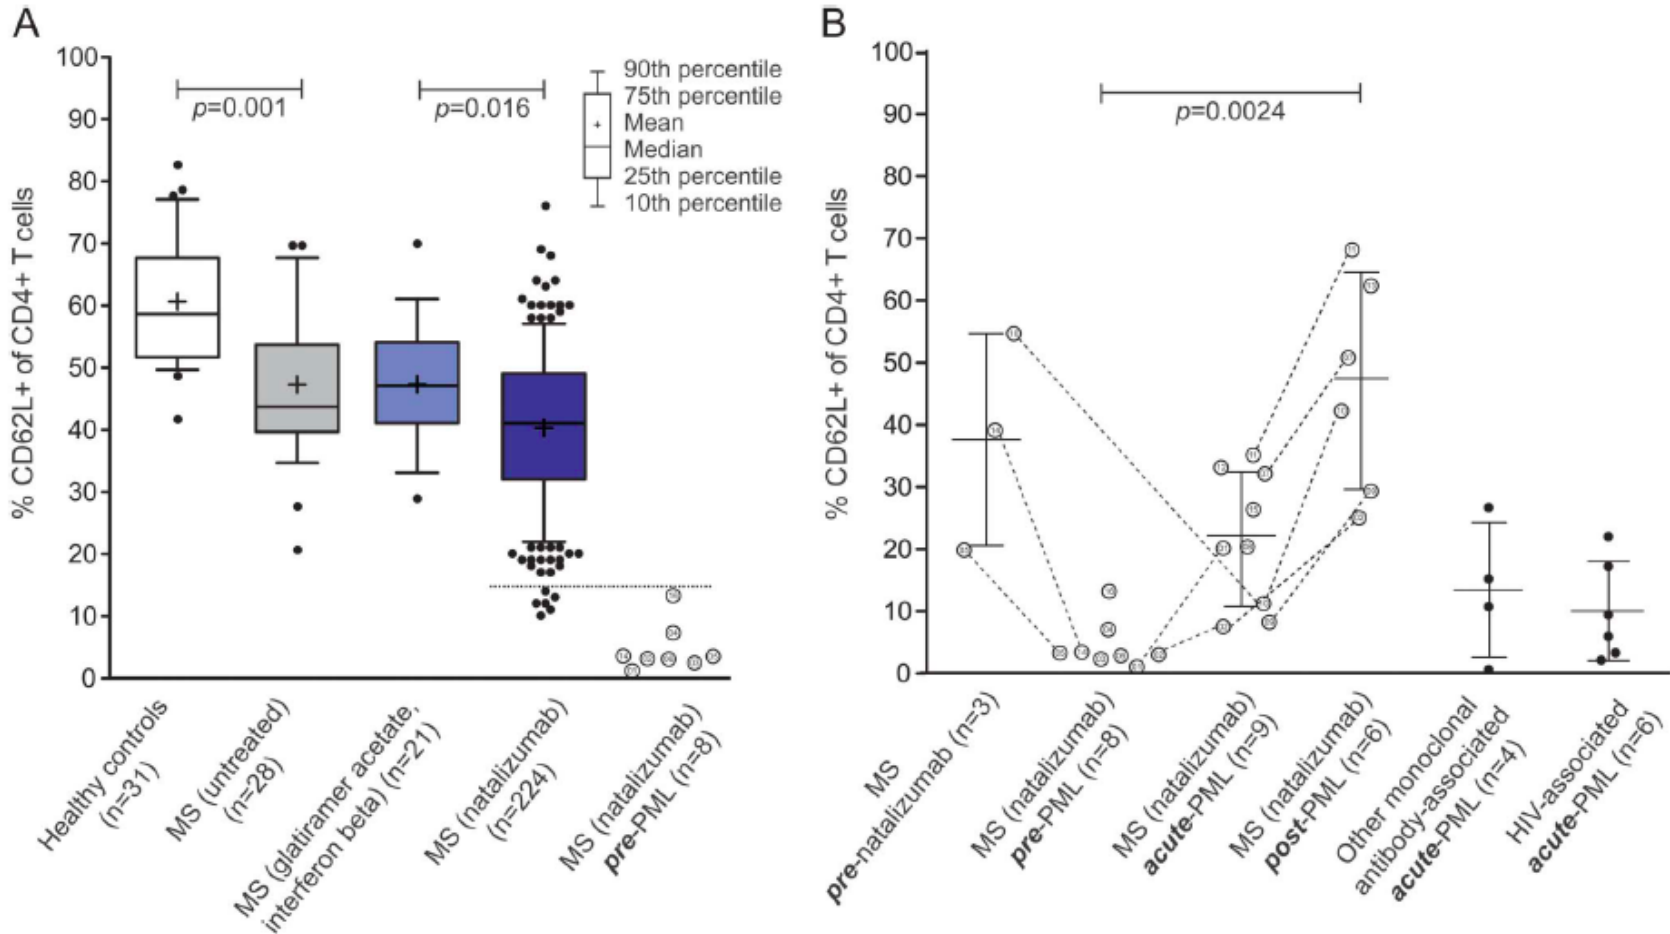 A
100
90
80
70
60
50
40
30
20
10
0
% CD62L+ of CD4+ T cells
p=0.001
p=0.016
90th percentile
75th percentile
Mean
Median
25th percentile
10th percentile
Healthy controls
(n=31)
MS (untreated)
(n=28)
MS (glatiramer acetate,
interferon beta) (n=21)
MS (natalizumab)
(n=224)
MS (natalizumab)
pre-PML (n=8)
B
100
90
80
70
60
50
40
30
20
10
0
% CD62L+ of CD4+ T cells
p=0.0024
MS
pre-natalizumab (n=3)
MS (natalizumab)
pre-PML (n=8)
MS (natalizumab)
acute-PML (n=9)
MS (natalizumab)
post-PML (n=6)
Other monoclonal
antibody-associated
acute-PML (n=4)
HIV-associated
acute-PML (n=6)